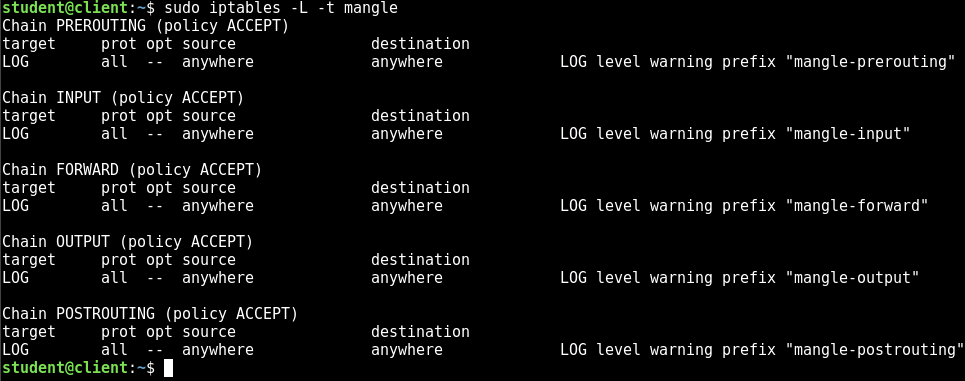 student@client:~$ sudo iptables -L -t mangle
Chain PREROUTING (policy ACCEPT)
target     prot opt source               destination
LOG        all  --  anywhere             anywhere             LOG level warning prefix "mangle-prerouting"

Chain INPUT (policy ACCEPT)
target     prot opt source               destination
LOG        all  --  anywhere             anywhere             LOG level warning prefix "mangle-input"

Chain FORWARD (policy ACCEPT)
target     prot opt source               destination
LOG        all  --  anywhere             anywhere             LOG level warning prefix "mangle-forward"

Chain OUTPUT (policy ACCEPT)
target     prot opt source               destination
LOG        all  --  anywhere             anywhere             LOG level warning prefix "mangle-output"

Chain POSTROUTING (policy ACCEPT)
target     prot opt source               destination
LOG        all  --  anywhere             anywhere             LOG level warning prefix "mangle-postrouting"
student@client:~$